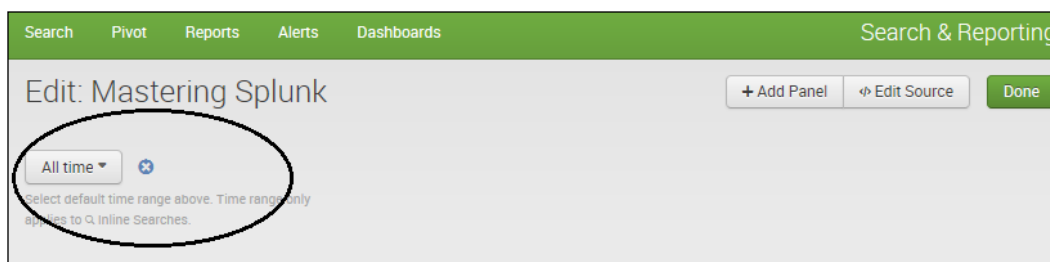 Search Pivot Reports Alerts Dashboards Search & Reporting
Edit: Mastering Splunk + Add Panel </> Edit Source Done
All time
Select default time range above. Time range only
applies to Inline Searches.